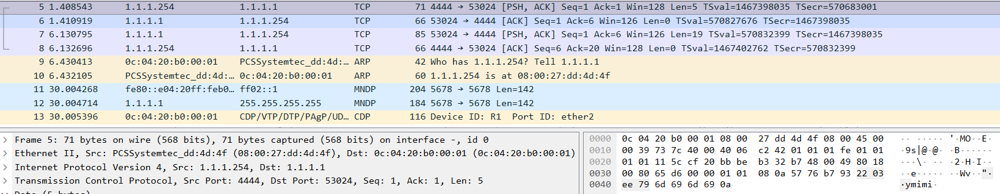 5 1.408543 1.1.1.254 1.1.1.1 TCP 71 4444 → 53024 [PSH, ACK] Seq=1 Ack=1 Win=128 Len=5 TSval=1467398035 TSecr=570683001
6 1.410919 1.1.1.1 1.1.1.254 TCP 66 53024 → 4444 [ACK] Seq=1 Ack=6 Win=126 Len=0 TSval=570827676 TSecr=1467398035
7 6.130795 1.1.1.1 1.1.1.254 TCP 85 53024 → 4444 [PSH, ACK] Seq=1 Ack=6 Win=126 Len=19 TSval=570832399 TSecr=1467398035
8 6.132696 1.1.1.254 1.1.1.1 TCP 66 4444 → 53024 [ACK] Seq=6 Ack=20 Win=128 Len=0 TSval=1467402762 TSecr=570832399
9 6.430413 0c:04:20:b0:00:01 PCSSystemtec_dd:4d:… ARP 42 Who has 1.1.1.254? Tell 1.1.1.1
10 6.432105 PCSSystemtec_dd:4d:… 0c:04:20:b0:00:01 ARP 60 1.1.1.254 is at 08:00:27:dd:4d:4f
11 30.004268 fe80::e04:20ff:feb0… ff02::1 MNDP 204 5678 → 5678 Len=142
12 30.004714 1.1.1.1 255.255.255.255 MNDP 184 5678 → 5678 Len=142
13 30.005396 0c:04:20:b0:00:01 CDP/VTP/DTP/PAgP/UD… CDP 116 Device ID: R1 Port ID: ether2
Frame 5: 71 bytes on wire (568 bits), 71 bytes captured (568 bits) on interface -, id 0
Ethernet II, Src: PCSSystemtec_dd:4d:4f (08:00:27:dd:4d:4f), Dst: 0c:04:20:b0:00:01 (0c:04:20:b0:00:01)
Internet Protocol Version 4, Src: 1.1.1.254, Dst: 1.1.1.1
Transmission Control Protocol, Src Port: 4444, Dst Port: 53024, Seq: 1, Ack: 1, Len: 5
0000 0c 04 20 b0 00 01 08 00 27 dd 4d 4f 08 00 45 00 ·· ····· '·MO··E·
0010 00 39 73 7c 40 00 40 06 c2 42 01 01 01 fe 01 01 ·9s|@·@· ·B······
0020 01 01 11 5c cf 20 bb be b3 32 b7 48 00 49 80 18 ···\· ·· ·2·H·I··
0030 00 80 65 d6 00 00 01 01 08 0a 57 76 b7 93 22 03 ··e····· ··Wv··"·
0040 ee 79 6d 69 6d 69 0a ·ymimi·